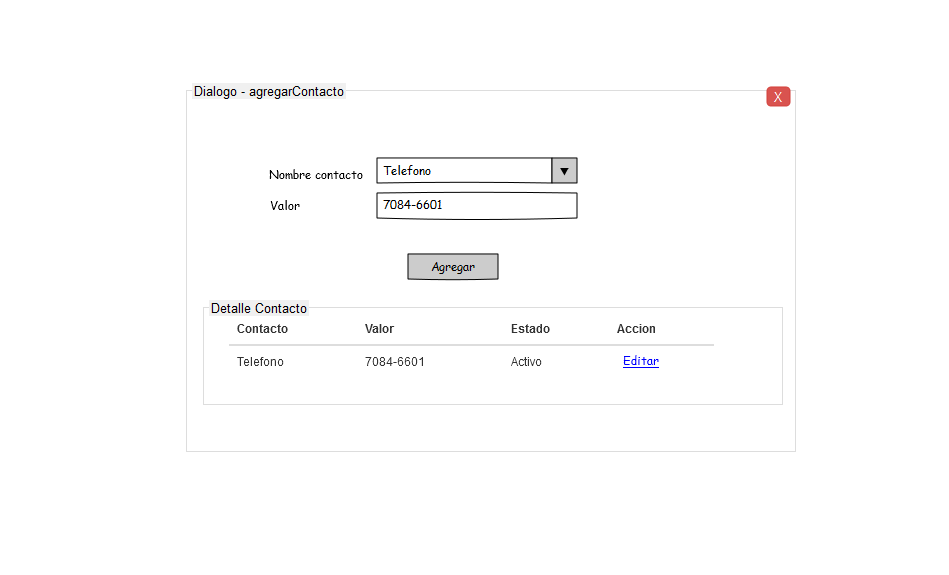 Dialogo - agregarContacto
X
Nombre contacto Telefono
Valor 7084-6601
Agregar
Detalle Contacto
Contacto Valor Estado Accion
Telefono 7084-6601 Activo Editar